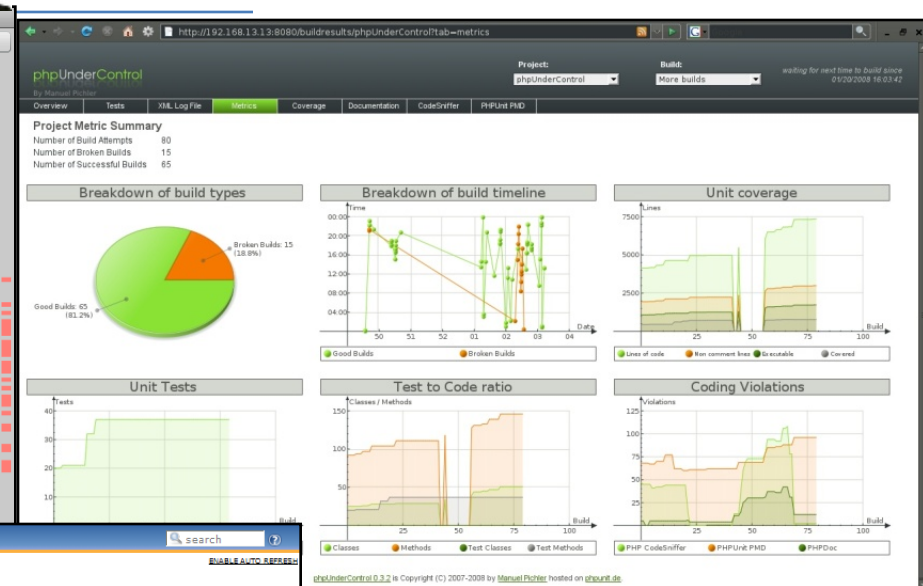 http://192.168.13.13:8080/buildresults/phpUnderControl?tab=metrics
phpUnderControl
By Manuel Pichler
Project:
phpUnderControl
Build:
More builds
waiting for next time to build since
01/20/2008 16:03:42
Overview Tests XML Log File Metrics Coverage Documentation CodeSniffer PHPUnit PMD
Project Metric Summary
Number of Build Attempts 80
Number of Broken Builds 15
Number of Successful Builds 65
Breakdown of build types
Broken Builds: 15
(18.8%)
Good Builds: 65
(81.2%)
Breakdown of build timeline
Time
00:00
20:00
16:00
12:00
08:00
04:00
50 51 52 01 02 03 04
Date
Good Builds Broken Builds
Unit coverage
Lines
7500
5000
2500
25 50 75 100
Build
Lines of code Non comment lines Executable Covered
Unit Tests
Tests
40
30
20
10
Build
Test to Code ratio
Classes / Methods
150
100
50
25 50 75 100
Build
Classes Methods Test Classes Test Methods
Coding Violations
Violations
125
100
75
50
25
25 50 75 100
Build
PHP CodeSniffer PHPUnit PMD PHPDoc
search
ENABLE AUTO REFRESH
phpUnderControl 0.3.2 is Copyright (C) 2007-2008 by Manuel Pichler hosted on phpunit.de.